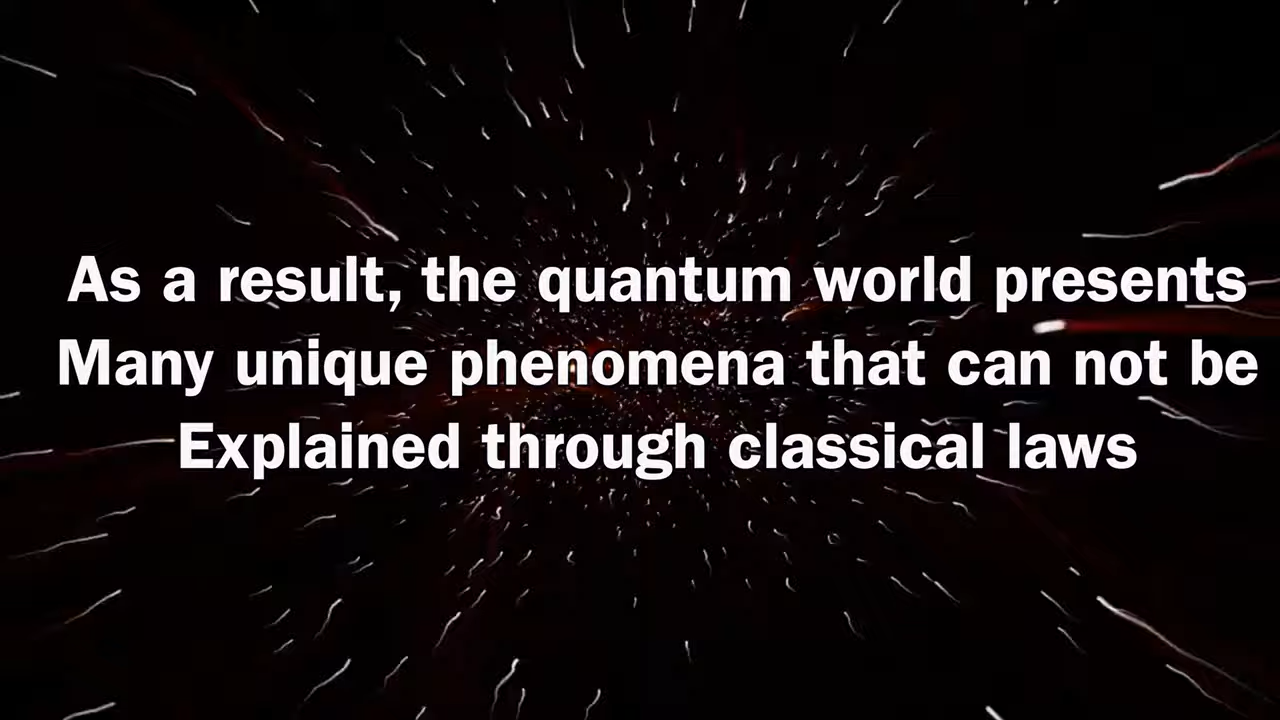 As a result, the quantum world presents
Many unique phenomena that can not be
Explained through classical laws